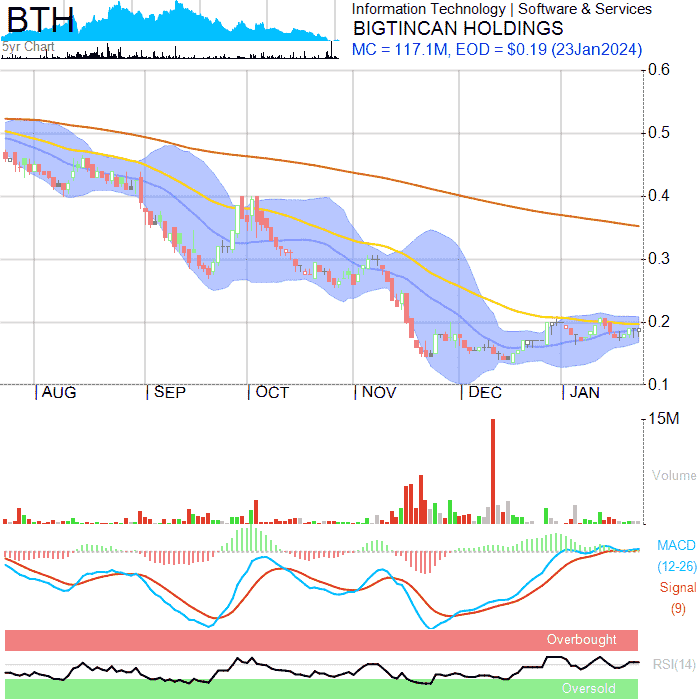 BTH
Information Technology | Software & Services
BIGTINCAN HOLDINGS
5yr Chart
MC = 117.1M, EOD = $0.19 (23Jan2024)
0.6
0.5
0.4
0.3
0.2
0.1
| AUG | SEP | OCT | NOV | DEC | JAN
15M
Volume
MACD
(12-26)
Signal
(9)
Overbought
RSI(14)
Oversold